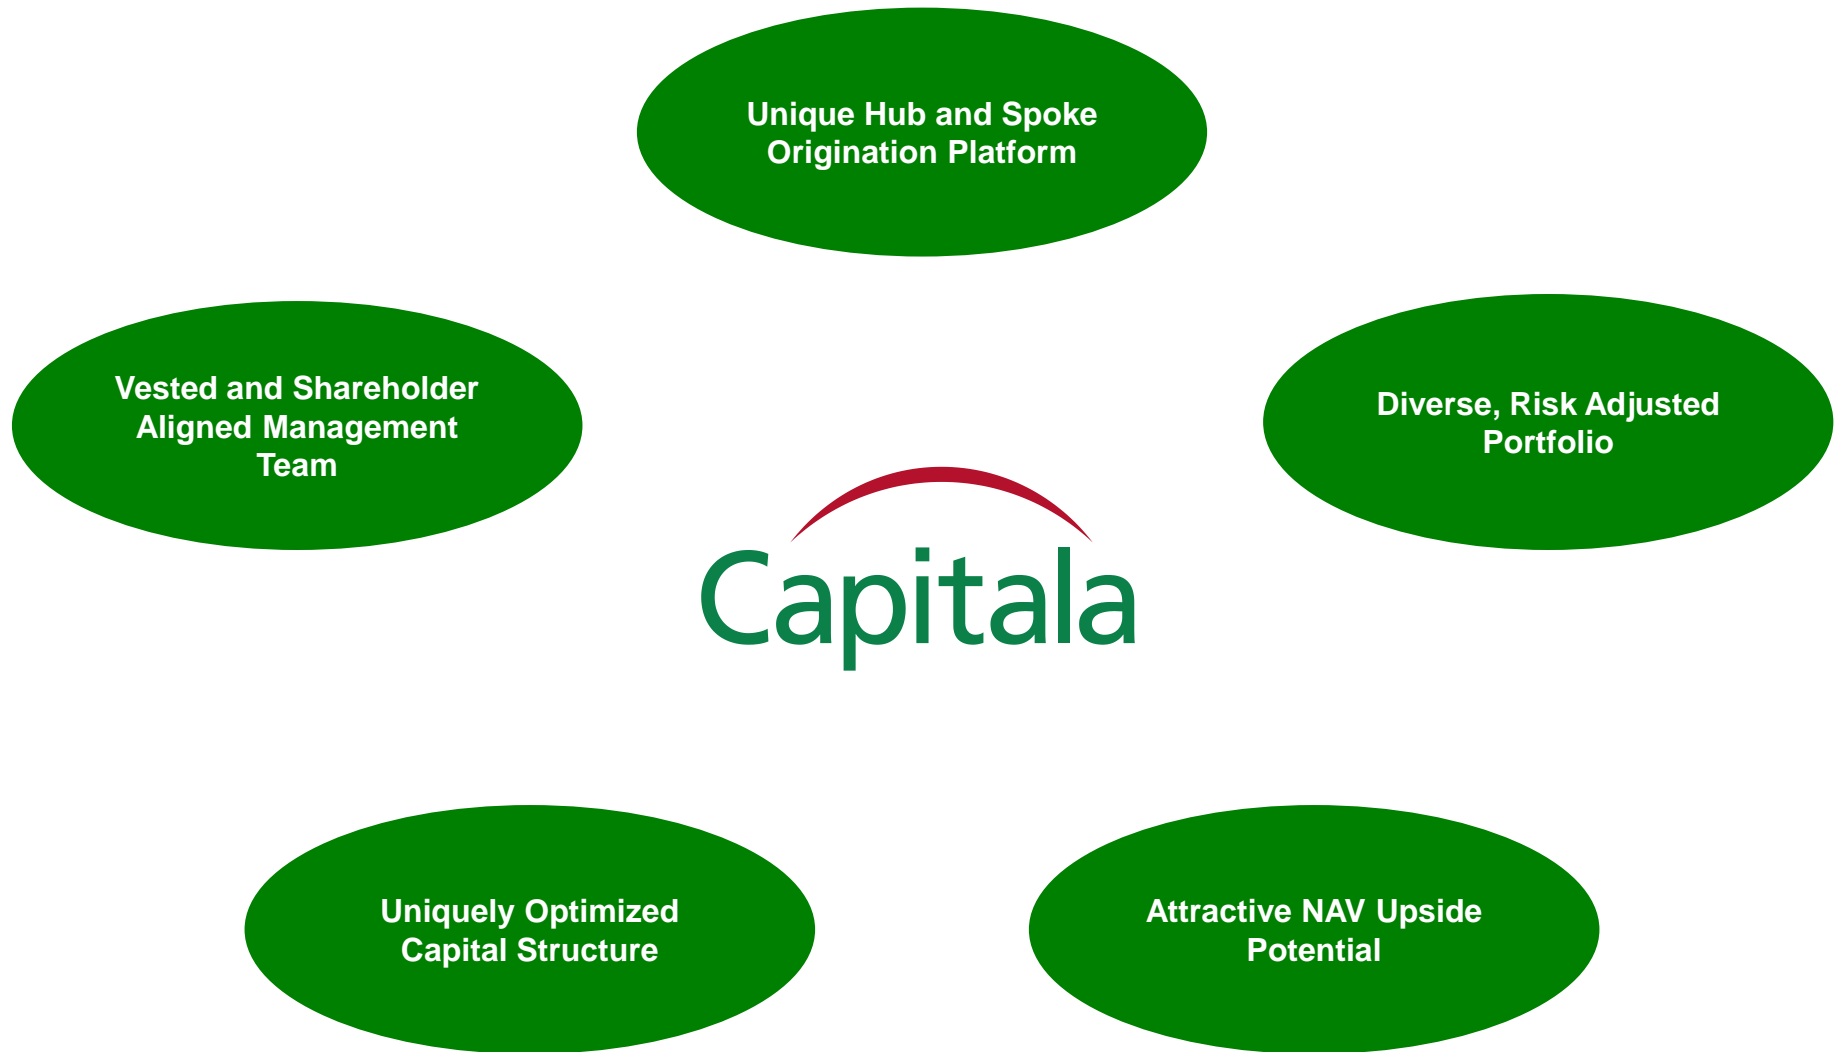 Unique Hub and Spoke
Origination Platform
Vested and Shareholder
Aligned Management
Team
Diverse, Risk Adjusted
Portfolio
Capitala
Uniquely Optimized
Capital Structure
Attractive NAV Upside
Potential